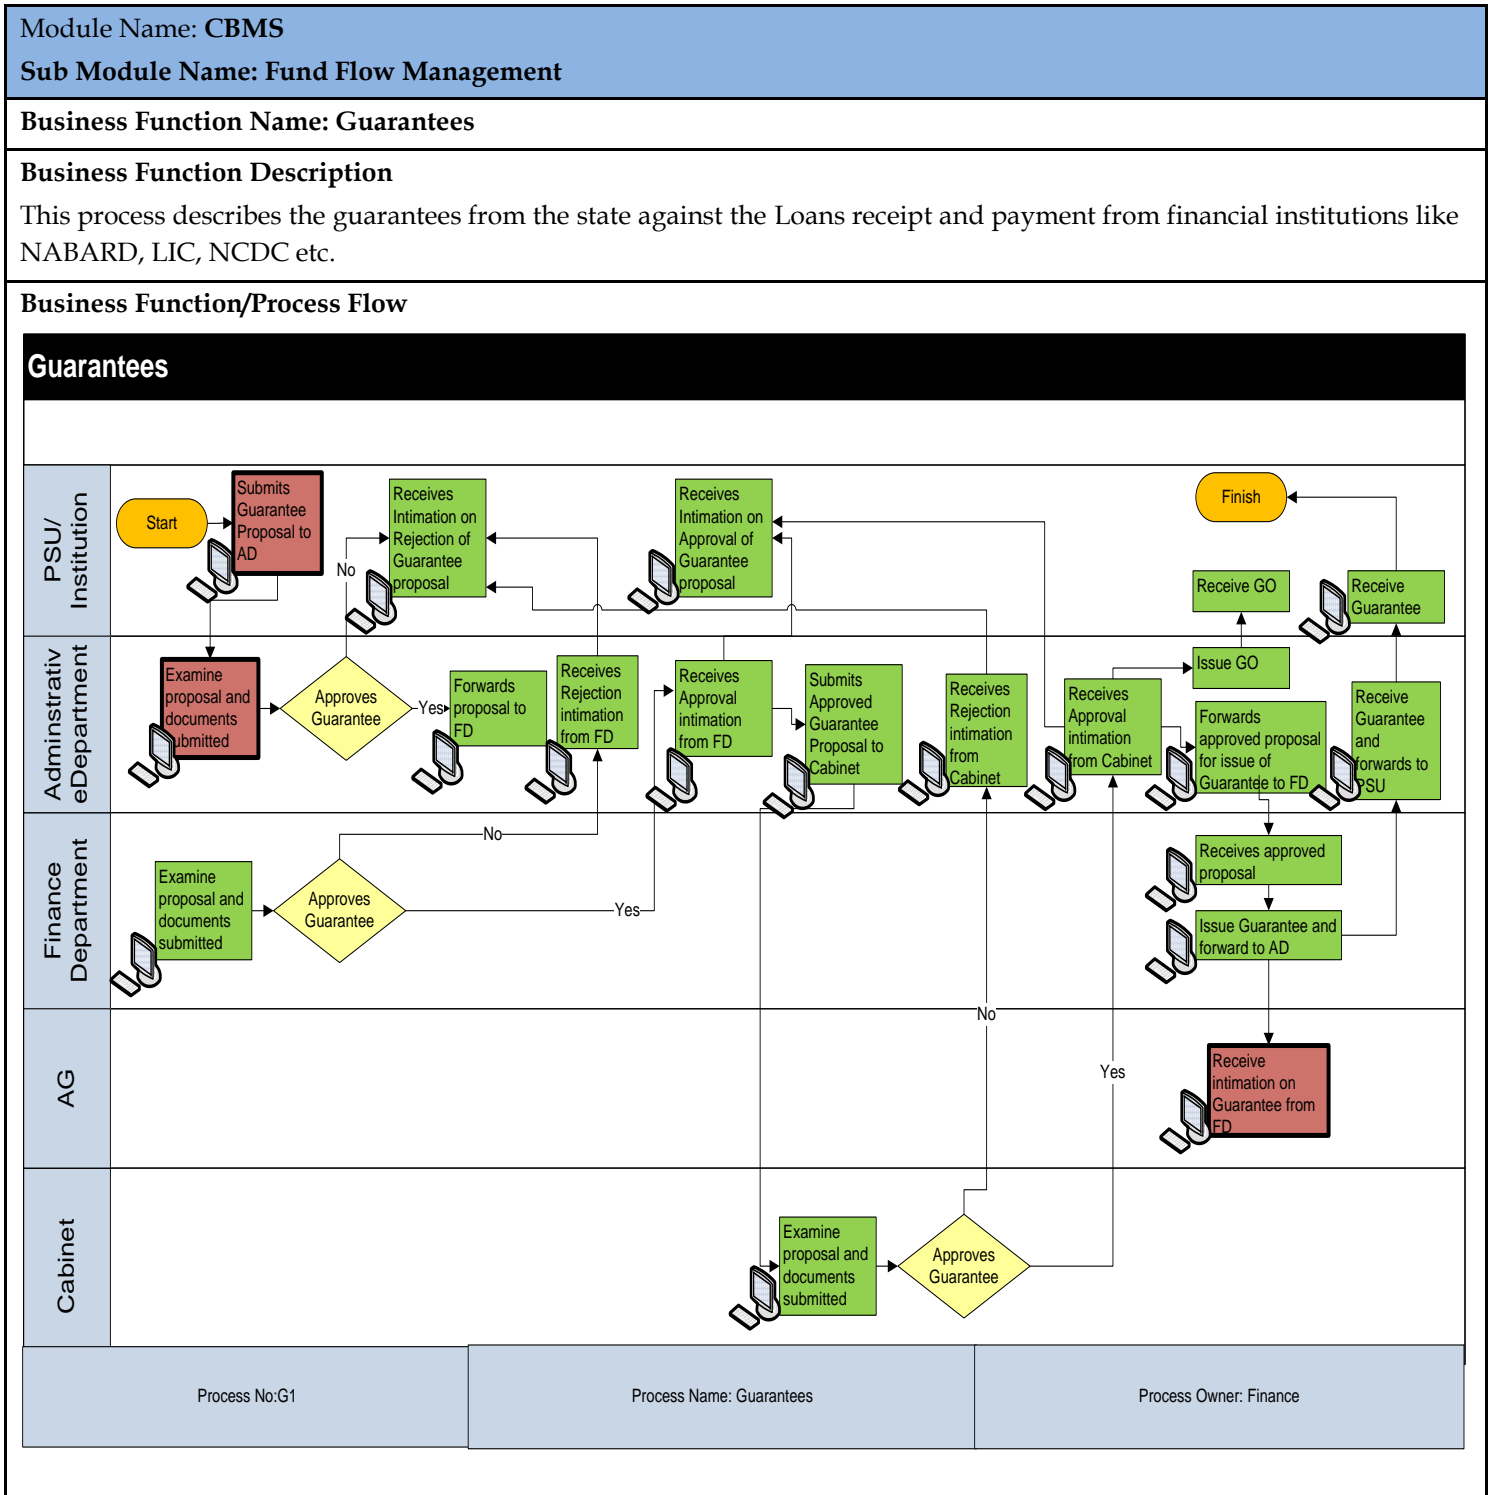 Module Name: CBMS
Sub Module Name: Fund Flow Management
Business Function Name: Guarantees
Business Function Description
This process describes the guarantees from the state against the Loans receipt and payment from financial institutions like
NABARD, LIC, NCDC etc.
Business Function/Process Flow
Guarantees
PSU/
Institution
Start
Submits
Guarantee
Proposal to
AD
No
Receives
Intimation on
Rejection of
Guarantee
proposal
Receives
Intimation on
Approval of
Guarantee
proposal
Finish
Receive GO
Receive
Guarantee
Adminstrativ
eDepartment
Examine
proposal and
documents
submitted
Approves
Guarantee
Yes
Forwards
proposal to
FD
Receives
Rejection
intimation
from FD
Receives
Approval
intimation
from FD
Submits
Approved
Guarantee
Proposal to
Cabinet
Receives
Rejection
intimation
from
Cabinet
Receives
Approval
intimation
from Cabinet
Issue GO
Forwards
approved proposal
for issue of
Guarantee to FD
Receive
Guarantee
and
forwards to
PSU
Finance
Department
Examine
proposal and
documents
submitted
Approves
Guarantee
No
Yes
Receives approved
proposal
Issue Guarantee and
forward to AD
AG
No
Yes
Receive
intimation on
Guarantee from
FD
Cabinet
Examine
proposal and
documents
submitted
Approves
Guarantee
Process No:G1
Process Name: Guarantees
Process Owner: Finance